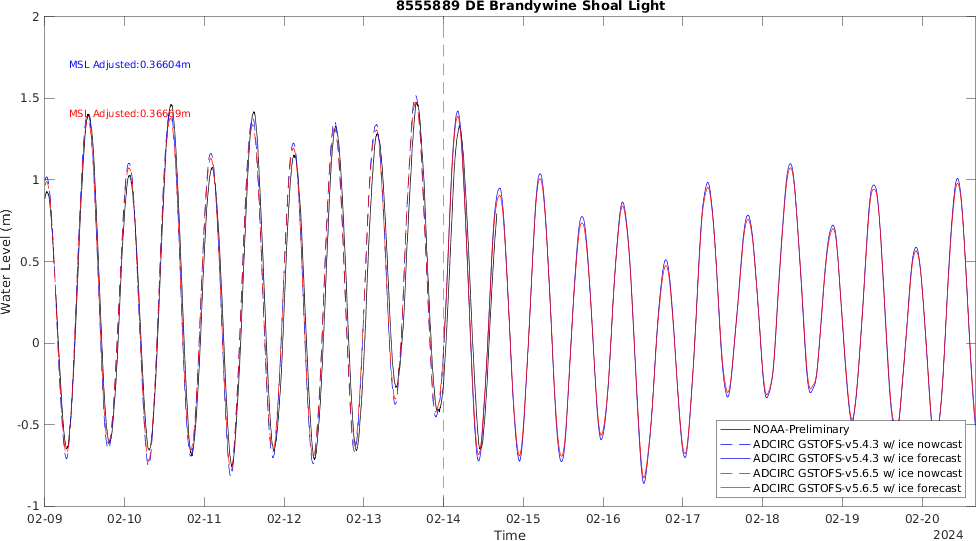 8555889 DE Brandywine Shoal Light
2
MSL Adjusted:0.36604m
1.5
MSL Adjusted:0.36659m
1
0.5
0
-0.5
-1
Water Level (m)
NOAA-Preliminary
ADCIRC GSTOFS-v5.4.3 w/ ice nowcast
ADCIRC GSTOFS-v5.4.3 w/ ice forecast
ADCIRC GSTOFS-v5.6.5 w/ ice nowcast
ADCIRC GSTOFS-v5.6.5 w/ ice forecast
02-09 02-10 02-11 02-12 02-13 02-14 02-15 02-16 02-17 02-18 02-19 02-20
Time
2024